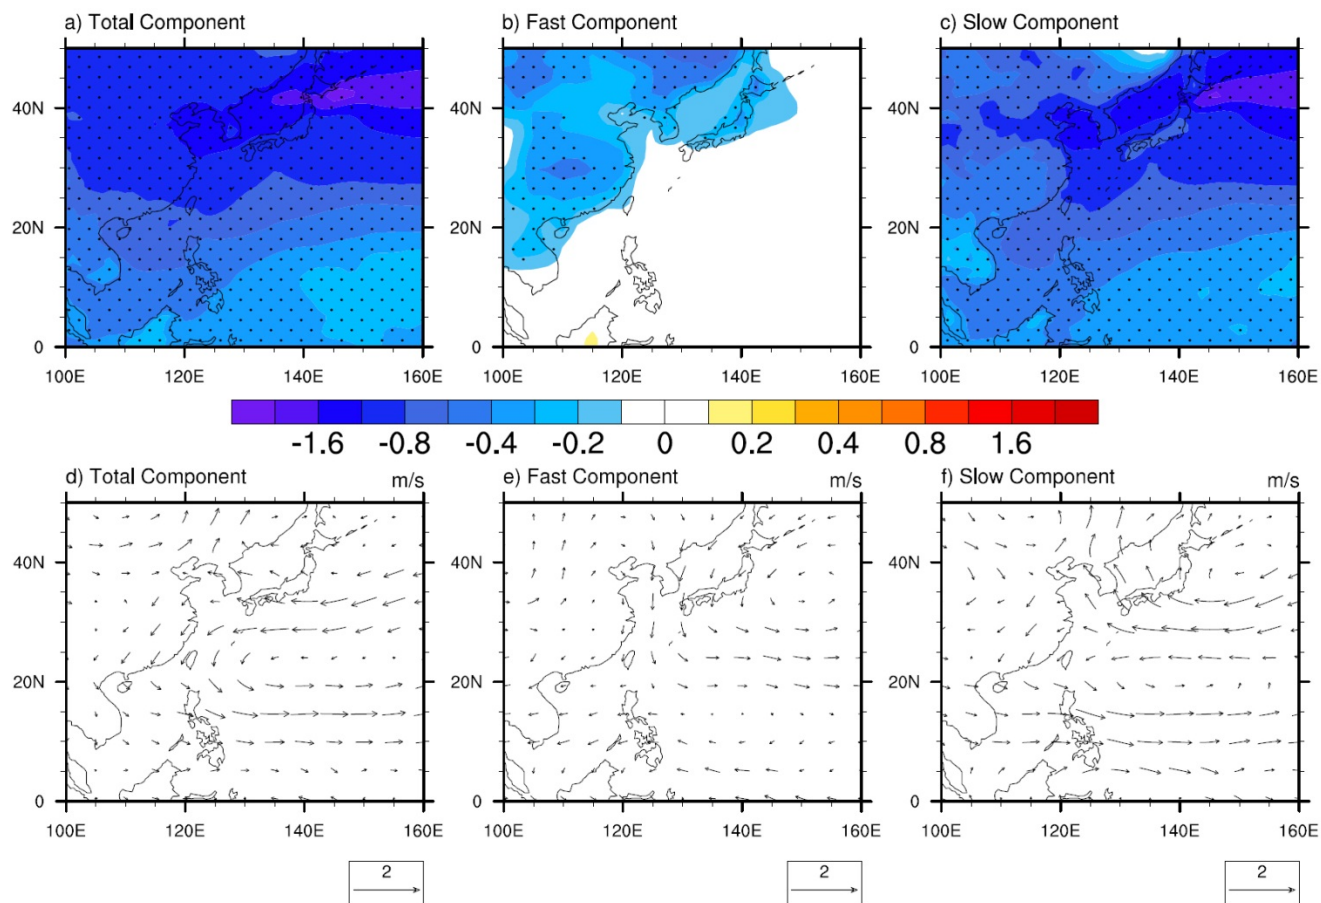 a) Total Component
b) Fast Component
c) Slow Component
40N
20N
0
100E 120E 140E 160E
40N
20N
0
100E 120E 140E 160E
40N
20N
0
100E 120E 140E 160E
-1.6 -0.8 -0.4 -0.2 0 0.2 0.4 0.8 1.6
d) Total Component m/s
e) Fast Component m/s
f) Slow Component m/s
40N
20N
0
100E 120E 140E 160E
40N
20N
0
100E 120E 140E 160E
40N
20N
0
100E 120E 140E 160E
2
2
2